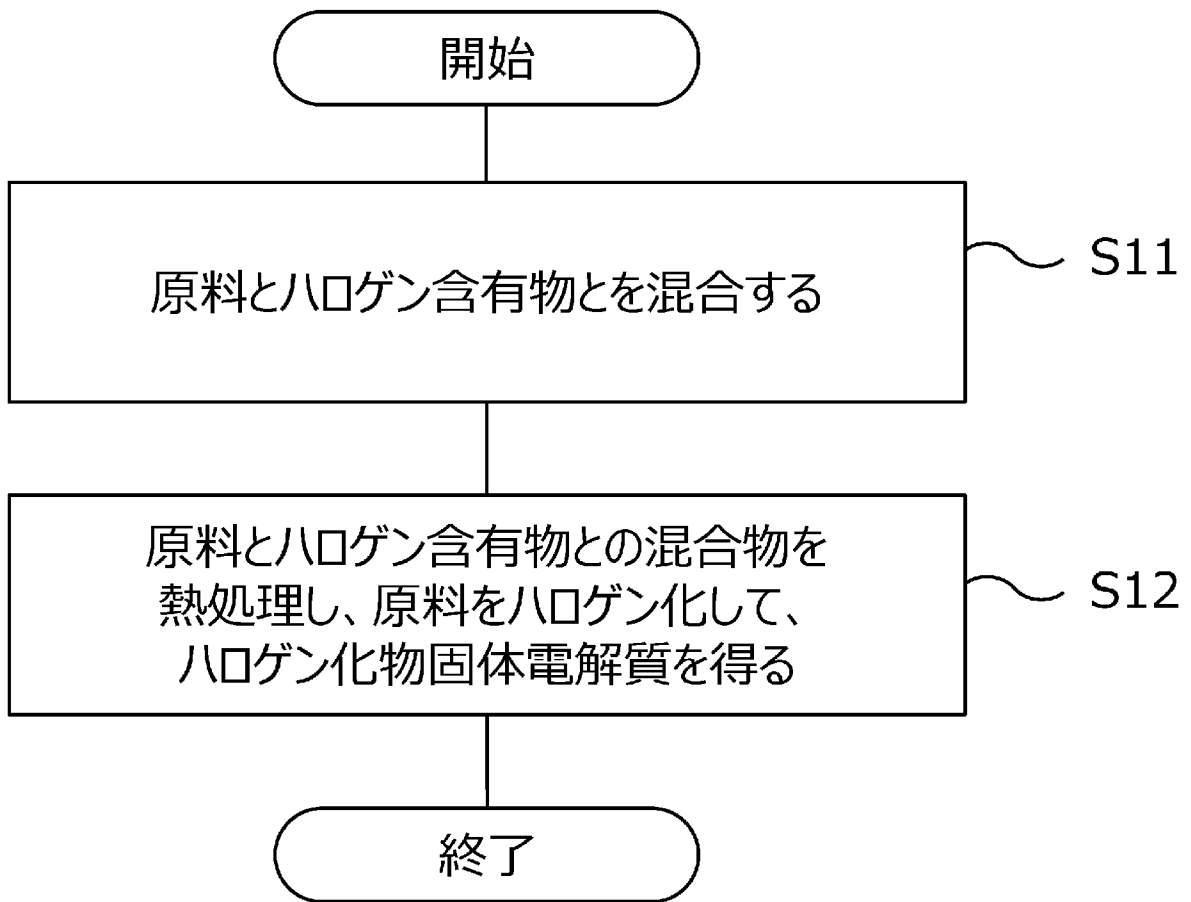 開始
原料とハロゲン含有物とを混合する
S11
原料とハロゲン含有物との混合物を
熱処理し、原料をハロゲン化して、
ハロゲン化物固体電解質を得る
S12
終了